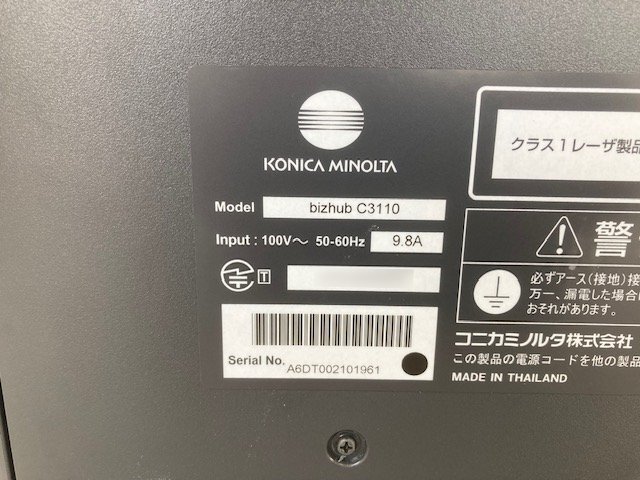 KONICA MINOLTA
Model bizhub C3110
Input : 100V～ 50-60Hz 9.8A
T
Serial No. A6DT002101961
クラス1レーザ製品
警
必ずアース(接地)接
万一、漏電した場合
おそれがあります。
コニカミノルタ株式会社
この製品の電源コードを他の製品
MADE IN THAILAND